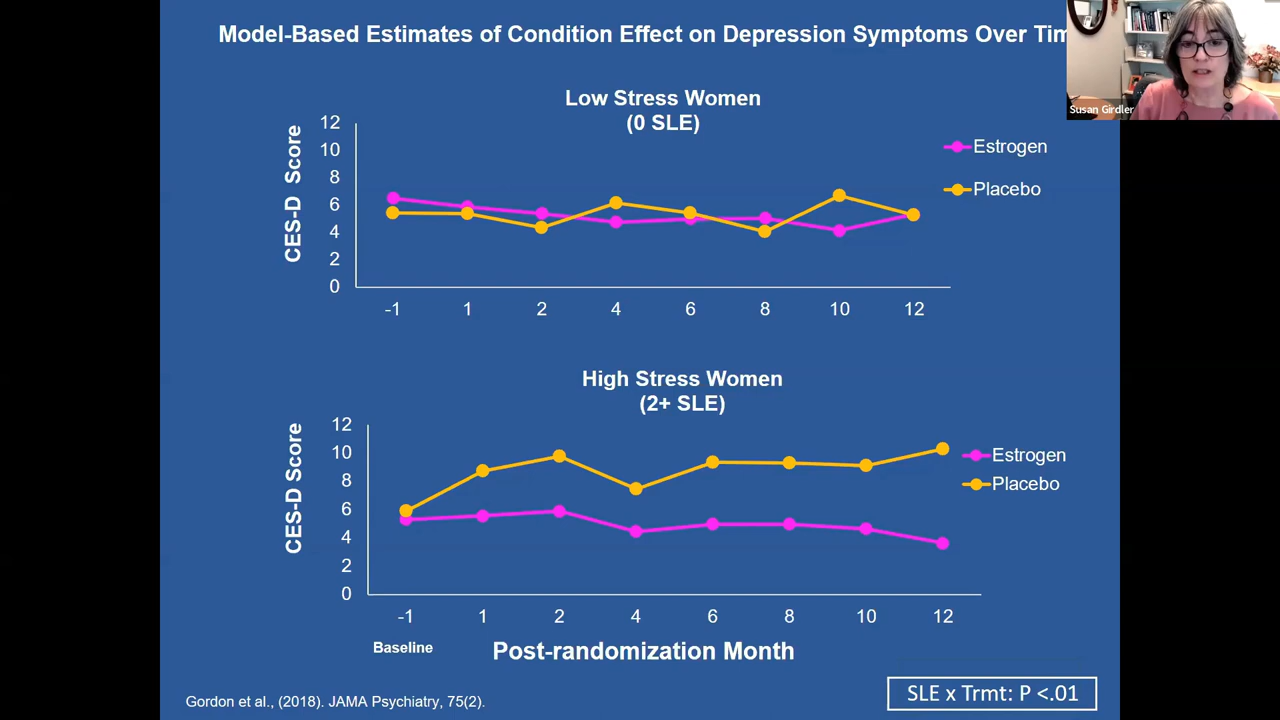 Model-Based Estimates of Condition Effect on Depression Symptoms Over Tim
Susan Girdler
Low Stress Women
(0 SLE)
CES-D Score
12
10
8
6
4
2
0
-1 1 2 4 6 8 10 12
Estrogen
Placebo
High Stress Women
(2+ SLE)
CES-D Score
12
10
8
6
4
2
0
-1 1 2 4 6 8 10 12
Estrogen
Placebo
Baseline
Post-randomization Month
SLE x Trmt: P <.01
Gordon et al., (2018). JAMA Psychiatry, 75(2).